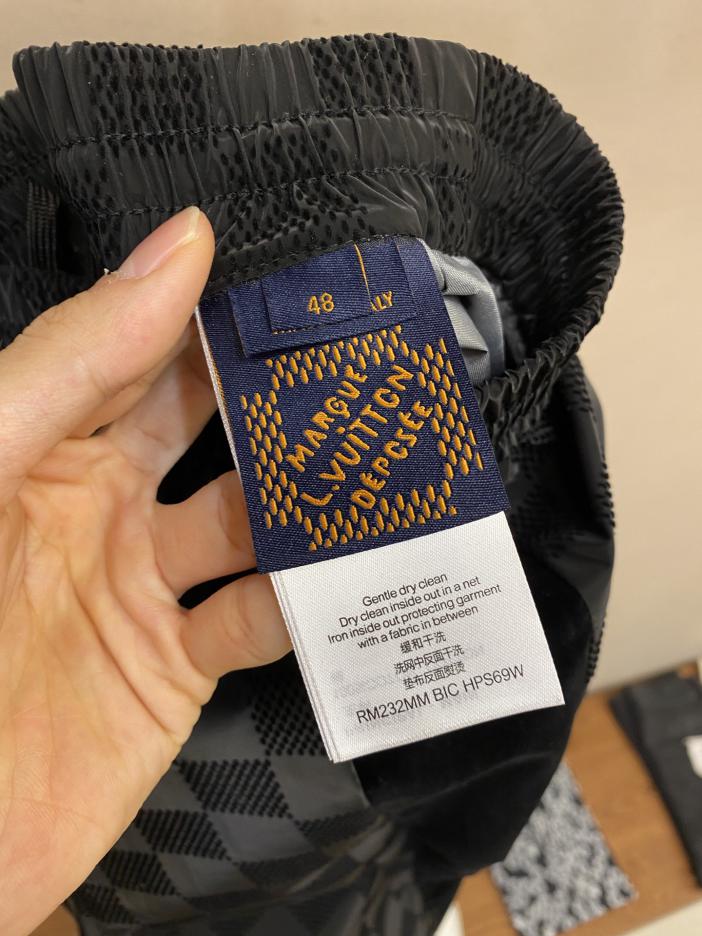 48
LY
MARQUE
L.VUITTON
DÉPOSÉE
Gentle dry clean
Dry clean inside out in a net
Iron inside out protecting garment
with a fabric in between
缓和干洗
洗网中反面干洗
垫布反面熨烫
RM232MM BIC HPS69W